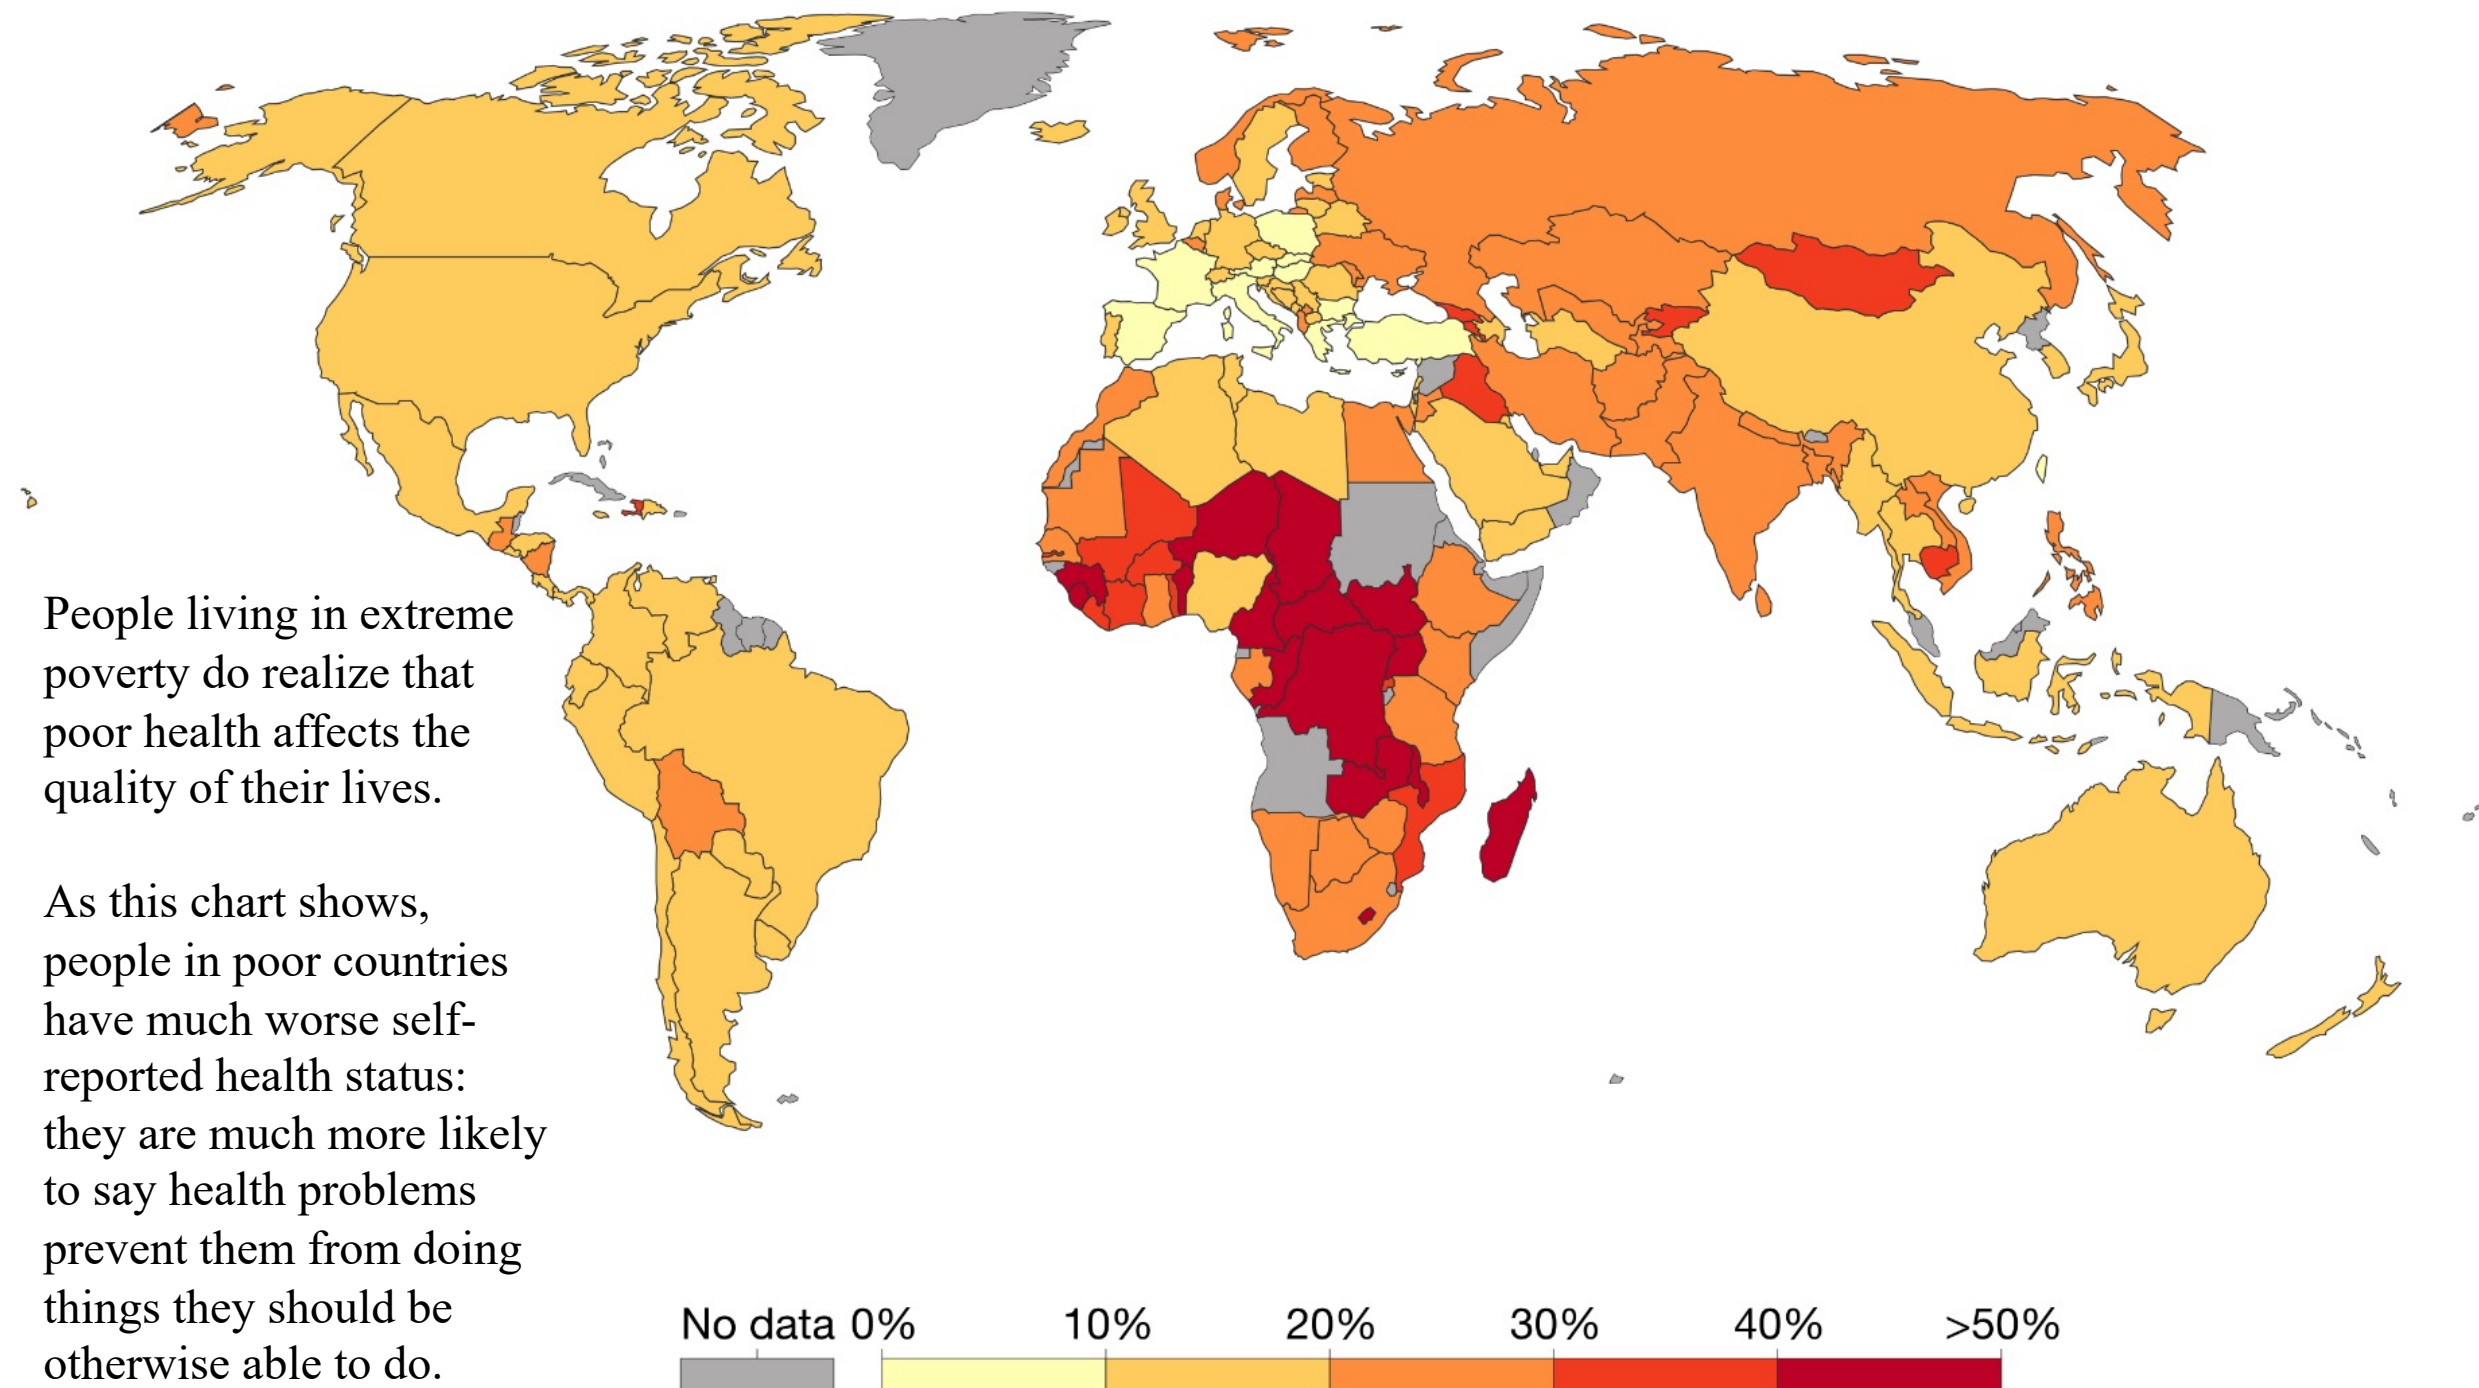 People living in extreme
poverty do realize that
poor health affects the
quality of their lives.
As this chart shows,
people in poor countries
have much worse self-
reported health status:
they are much more likely
to say health problems
prevent them from doing
things they should be
otherwise able to do.
No data 0% 10% 20% 30% 40% >50%